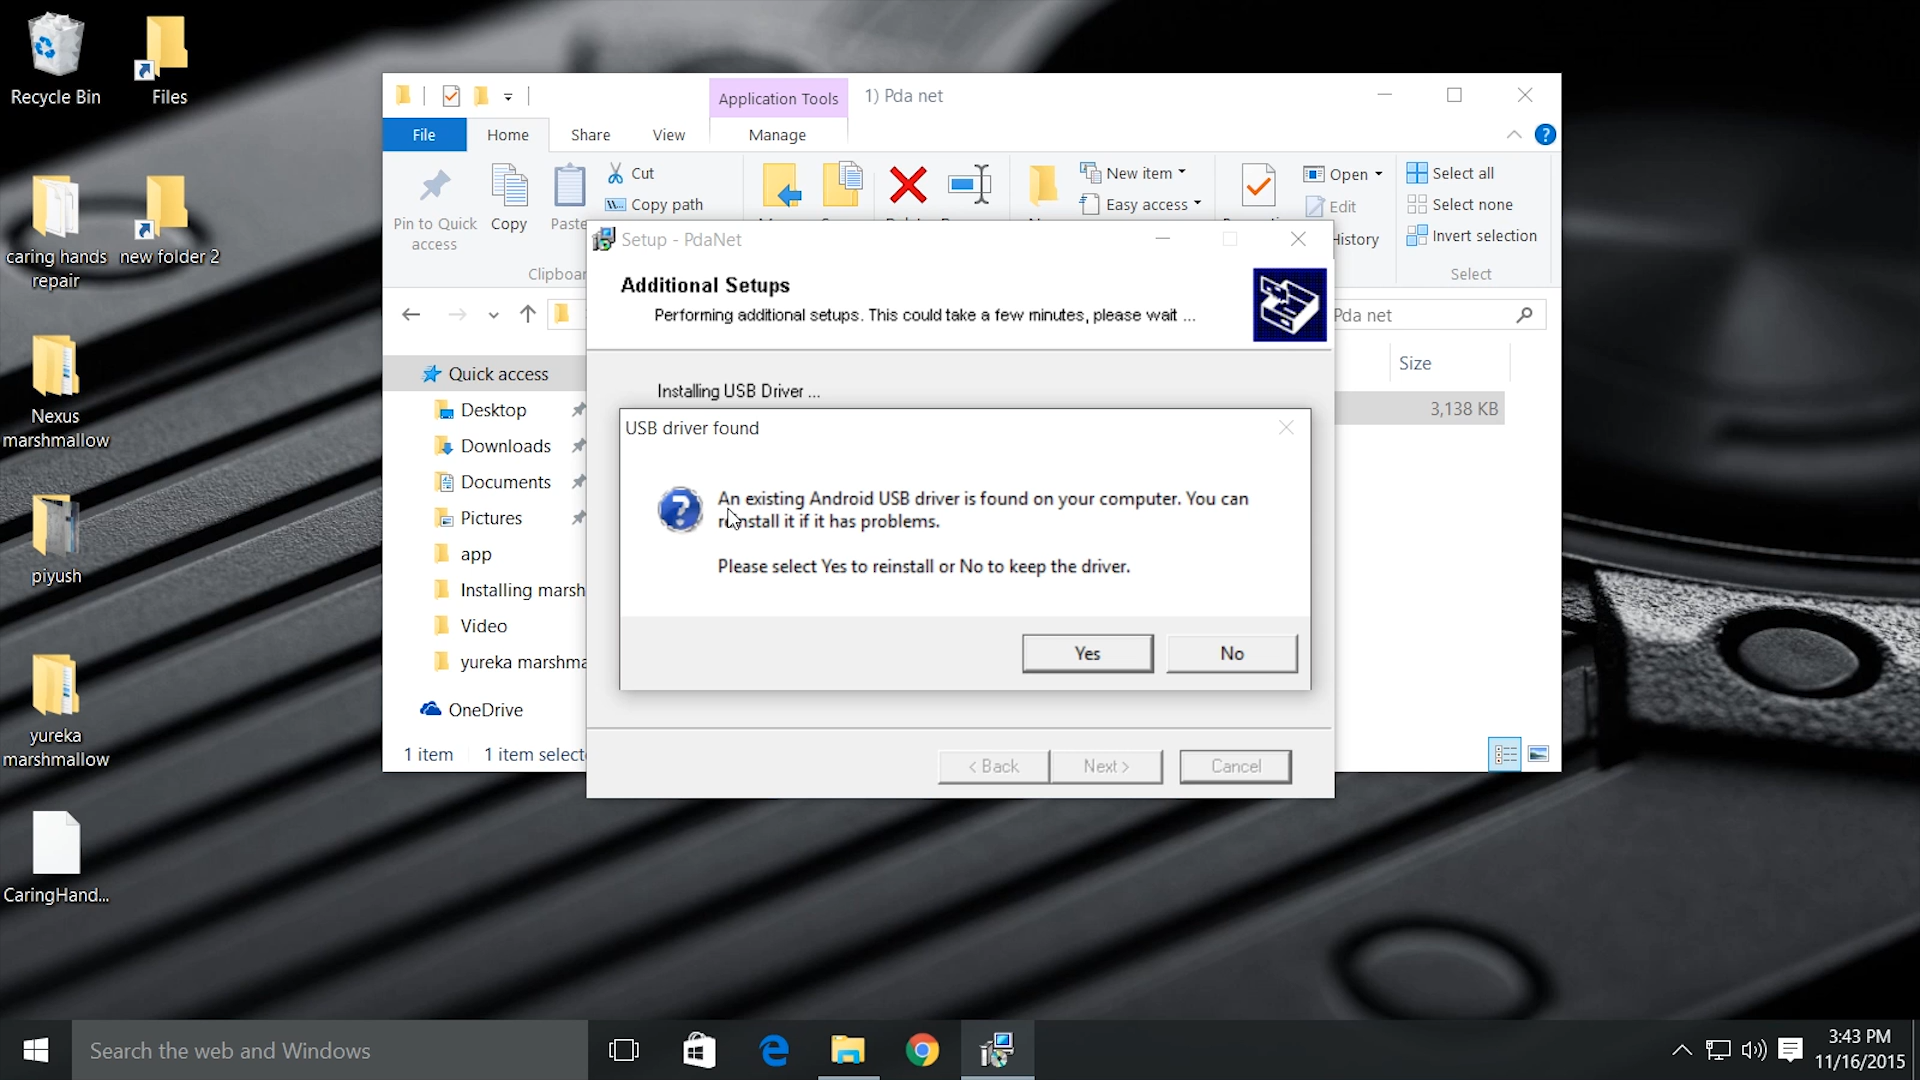 Recycle Bin
Files
caring hands
repair
new folder 2
Nexus
marshmallow
piyush
yureka
marshmallow
CaringHand...
Application Tools
1) Pda net
File
Home
Share
View
Manage
Pin to Quick
access
Copy
Paste
Cut
Copy path
Clipboar
New item
Easy access
Open
Edit
History
Select all
Select none
Invert selection
Select
Pda net
Size
3,138 KB
Quick access
Desktop
Downloads
Documents
Pictures
app
Installing marsh
Video
yureka marshma
OneDrive
1 item
1 item selecte
Setup - PdaNet
Additional Setups
Performing additional setups. This could take a few minutes, please wait ...
Installing USB Driver ...
USB driver found
An existing Android USB driver is found on your computer. You can
reinstall it if it has problems.
Please select Yes to reinstall or No to keep the driver.
Yes
No
< Back
Next >
Cancel
Search the web and Windows
3:43 PM
11/16/2015